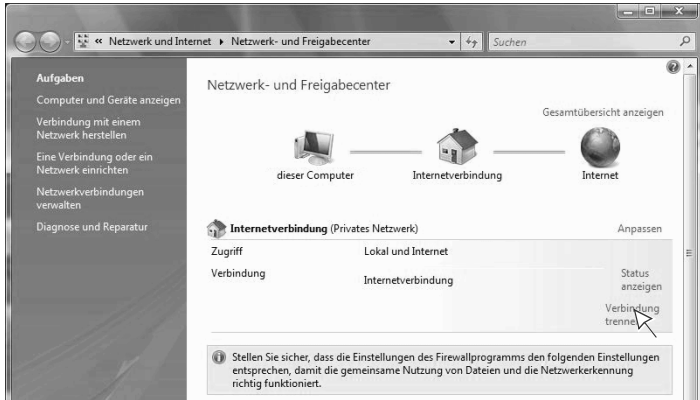 « Netzwerk und Internet ▸ Netzwerk- und Freigabecenter
Suchen
Aufgaben
Computer und Geräte anzeigen
Verbindung mit einem
Netzwerk herstellen
Eine Verbindung oder ein
Netzwerk einrichten
Netzwerkverbindungen
verwalten
Diagnose und Reparatur
Netzwerk- und Freigabecenter
Gesamtübersicht anzeigen
dieser Computer Internetverbindung Internet
Internetverbindung (Privates Netzwerk) Anpassen
Zugriff Lokal und Internet
Verbindung Internetverbindung Status
anzeigen
Verbindung
trennen
Stellen Sie sicher, dass die Einstellungen des Firewallprogramms den folgenden Einstellungen
entsprechen, damit die gemeinsame Nutzung von Dateien und die Netzwerkerkennung
richtig funktioniert.